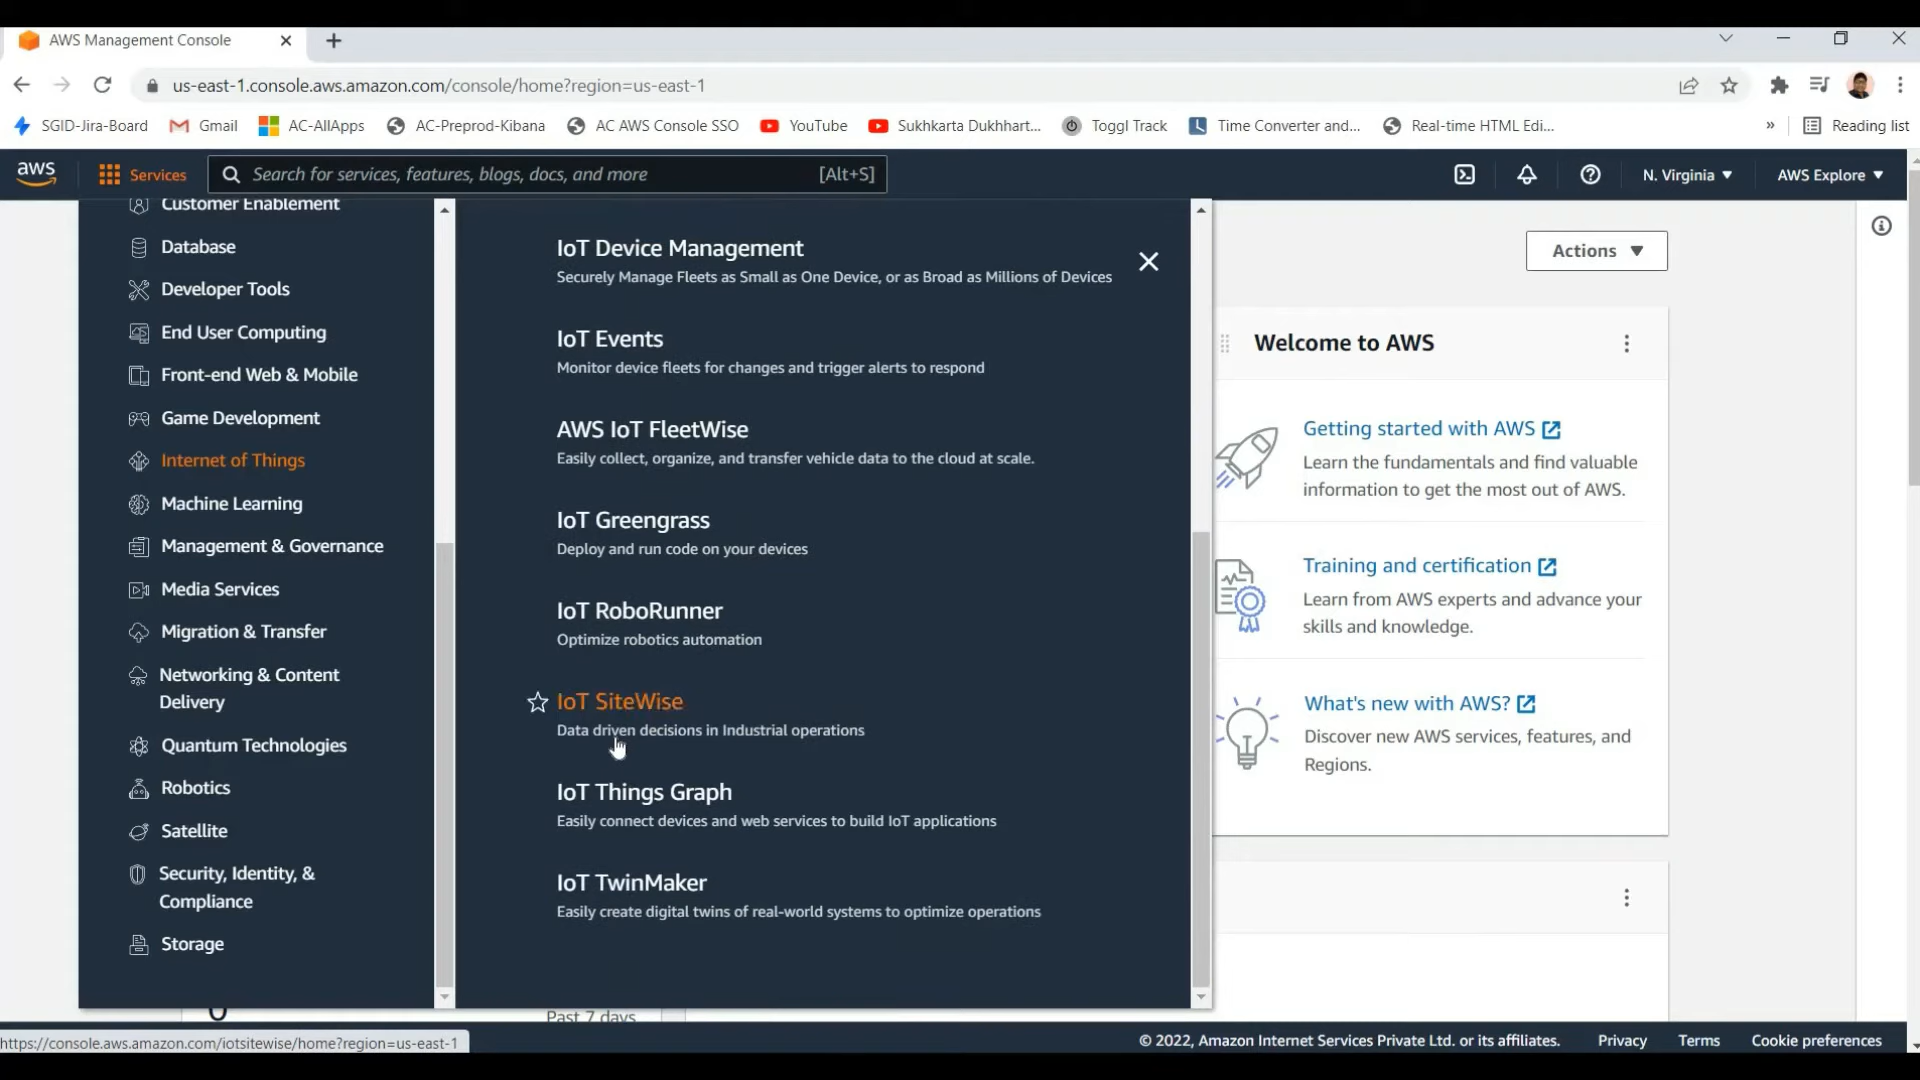 AWS Management Console
us-east-1.console.aws.amazon.com/console/home?region=us-east-1
SGID-Jira-Board
Gmail
AC-AllApps
AC-Preprod-Kibana
AC AWS Console SSO
YouTube
Sukhkarta Dukhhart...
Toggl Track
Time Converter and...
Real-time HTML Edi...
»
Reading list
aws
Services
Search for services, features, blogs, docs, and more
[Alt+S]
N. Virginia
AWS Explore
Customer Enablement
Database
Developer Tools
End User Computing
Front-end Web & Mobile
Game Development
Internet of Things
Machine Learning
Management & Governance
Media Services
Migration & Transfer
Networking & Content
Delivery
Quantum Technologies
Robotics
Satellite
Security, Identity, &
Compliance
Storage
IoT Device Management
Securely Manage Fleets as Small as One Device, or as Broad as Millions of Devices
IoT Events
Monitor device fleets for changes and trigger alerts to respond
AWS IoT FleetWise
Easily collect, organize, and transfer vehicle data to the cloud at scale.
IoT Greengrass
Deploy and run code on your devices
IoT RoboRunner
Optimize robotics automation
IoT SiteWise
Data driven decisions in Industrial operations
IoT Things Graph
Easily connect devices and web services to build IoT applications
IoT TwinMaker
Easily create digital twins of real-world systems to optimize operations
Actions
Welcome to AWS
Getting started with AWS
Learn the fundamentals and find valuable
information to get the most out of AWS.
Training and certification
Learn from AWS experts and advance your
skills and knowledge.
What's new with AWS?
Discover new AWS services, features, and
Regions.
Past 7 days
https://console.aws.amazon.com/iotsitewise/home?region=us-east-1
© 2022, Amazon Internet Services Private Ltd. or its affiliates.
Privacy
Terms
Cookie preferences